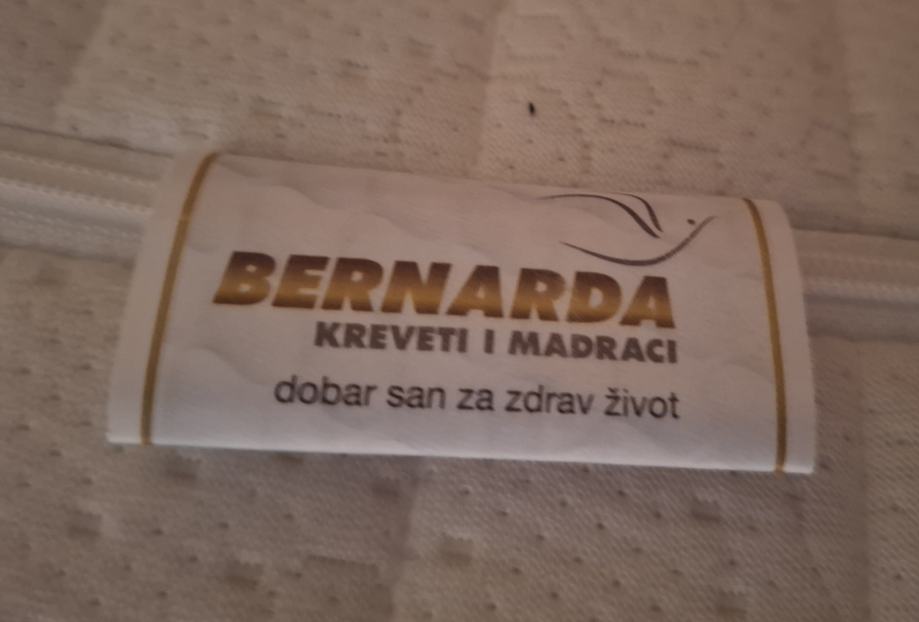 BERNARDA
KREVETI I MADRACI
dobar san za zdrav život